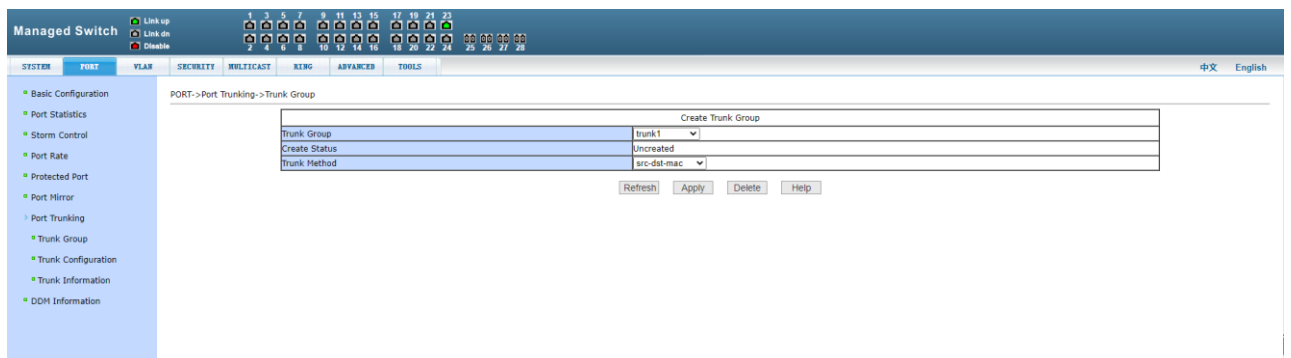 Managed Switch
Link up
Link dn
Disable
1 3 5 7 9 11 13 15 17 19 21 23
2 4 6 8 10 12 14 16 18 20 22 24 25 26 27 28
SYSTEM PORT VLAN SECURITY MULTICAST RING ADVANCED TOOLS 中文 English
PORT->Port Trunking->Trunk Group
Basic Configuration
Port Statistics
Storm Control
Port Rate
Protected Port
Port Mirror
Port Trunking
Trunk Group
Trunk Configuration
Trunk Information
DDM Information
Create Trunk Group
Trunk Group trunk1
Create Status Uncreated
Trunk Method src-dst-mac
Refresh Apply Delete Help